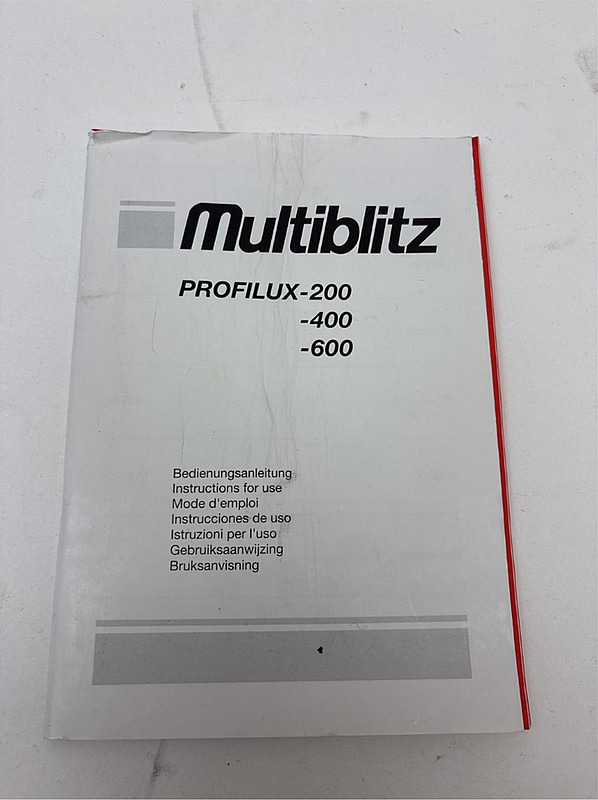 Multiblitz
PROFILUX-200
-400
-600
Bedienungsanleitung
Instructions for use
Mode d'emploi
Instrucciones de uso
Istruzioni per l'uso
Gebruiksaanwijzing
Bruksanvisning